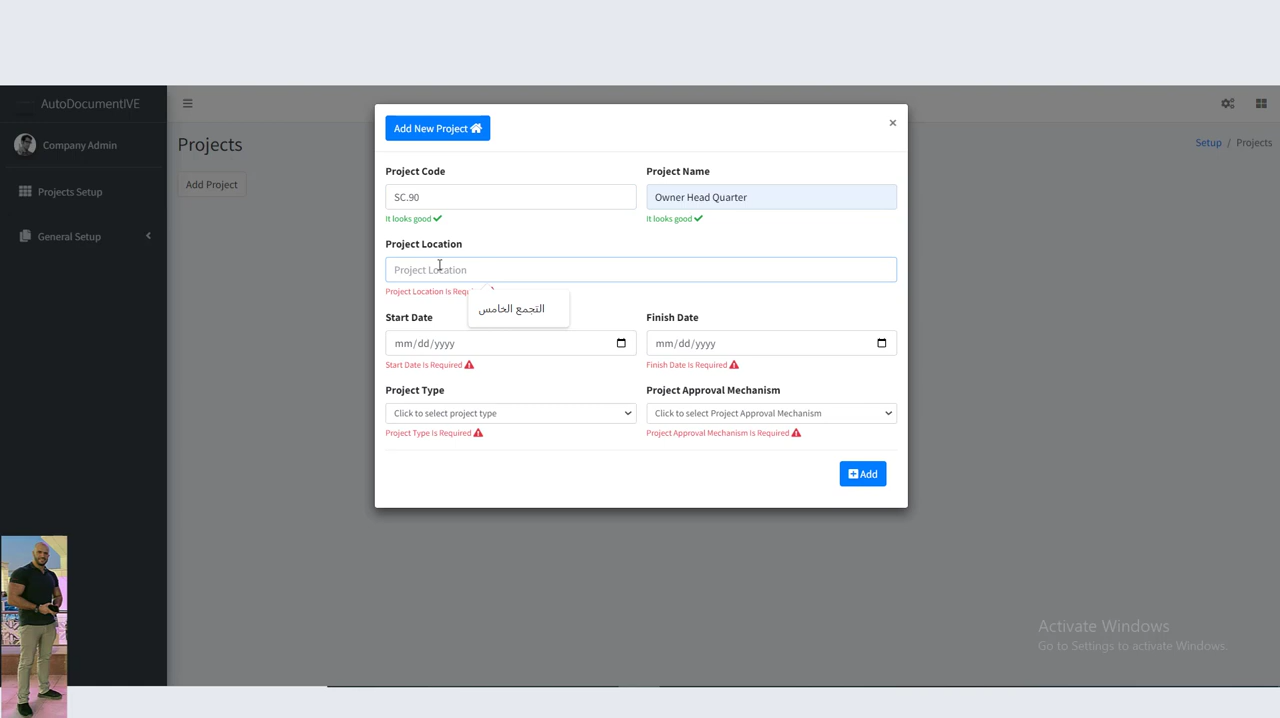 AutoDocumentIVE
Company Admin
Projects Setup
General Setup
Projects
Add Project
Setup / Projects
Add New Project
×
Project Code
Project Name
SC.90
Owner Head Quarter
It looks good
It looks good
Project Location
Project Location
Project Location Is Requ
التجمع الخامس
Start Date
Finish Date
mm/dd/yyyy
mm/dd/yyyy
Start Date Is Required
Finish Date Is Required
Project Type
Project Approval Mechanism
Click to select project type
Click to select Project Approval Mechanism
Project Type Is Required
Project Approval Mechanism Is Required
Add
Activate Windows
Go to Settings to activate Windows.